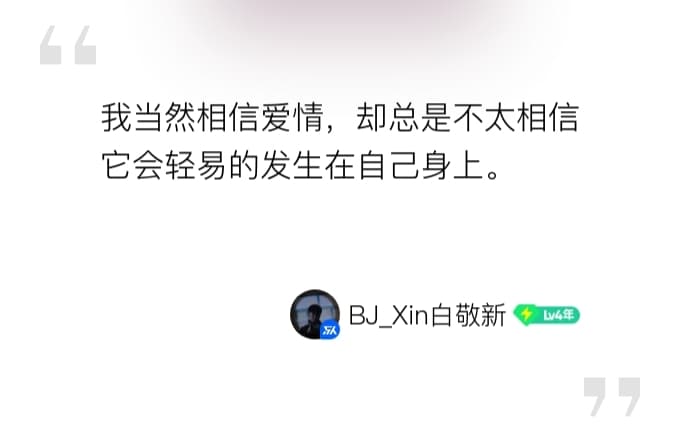 “
我当然相信爱情，却总是不太相信
它会轻易的发生在自己身上。
BJ_Xin白敬新 Lv4年
”